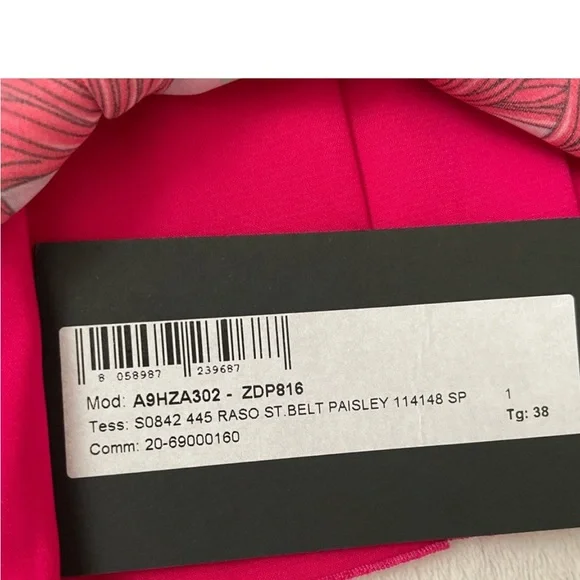 8 058987 239687
Mod: A9HZA302 - ZDP816
Tess: S0842 445 RASO ST.BELT PAISLEY 114148 SP 1
Comm: 20-69000160 Tg: 38